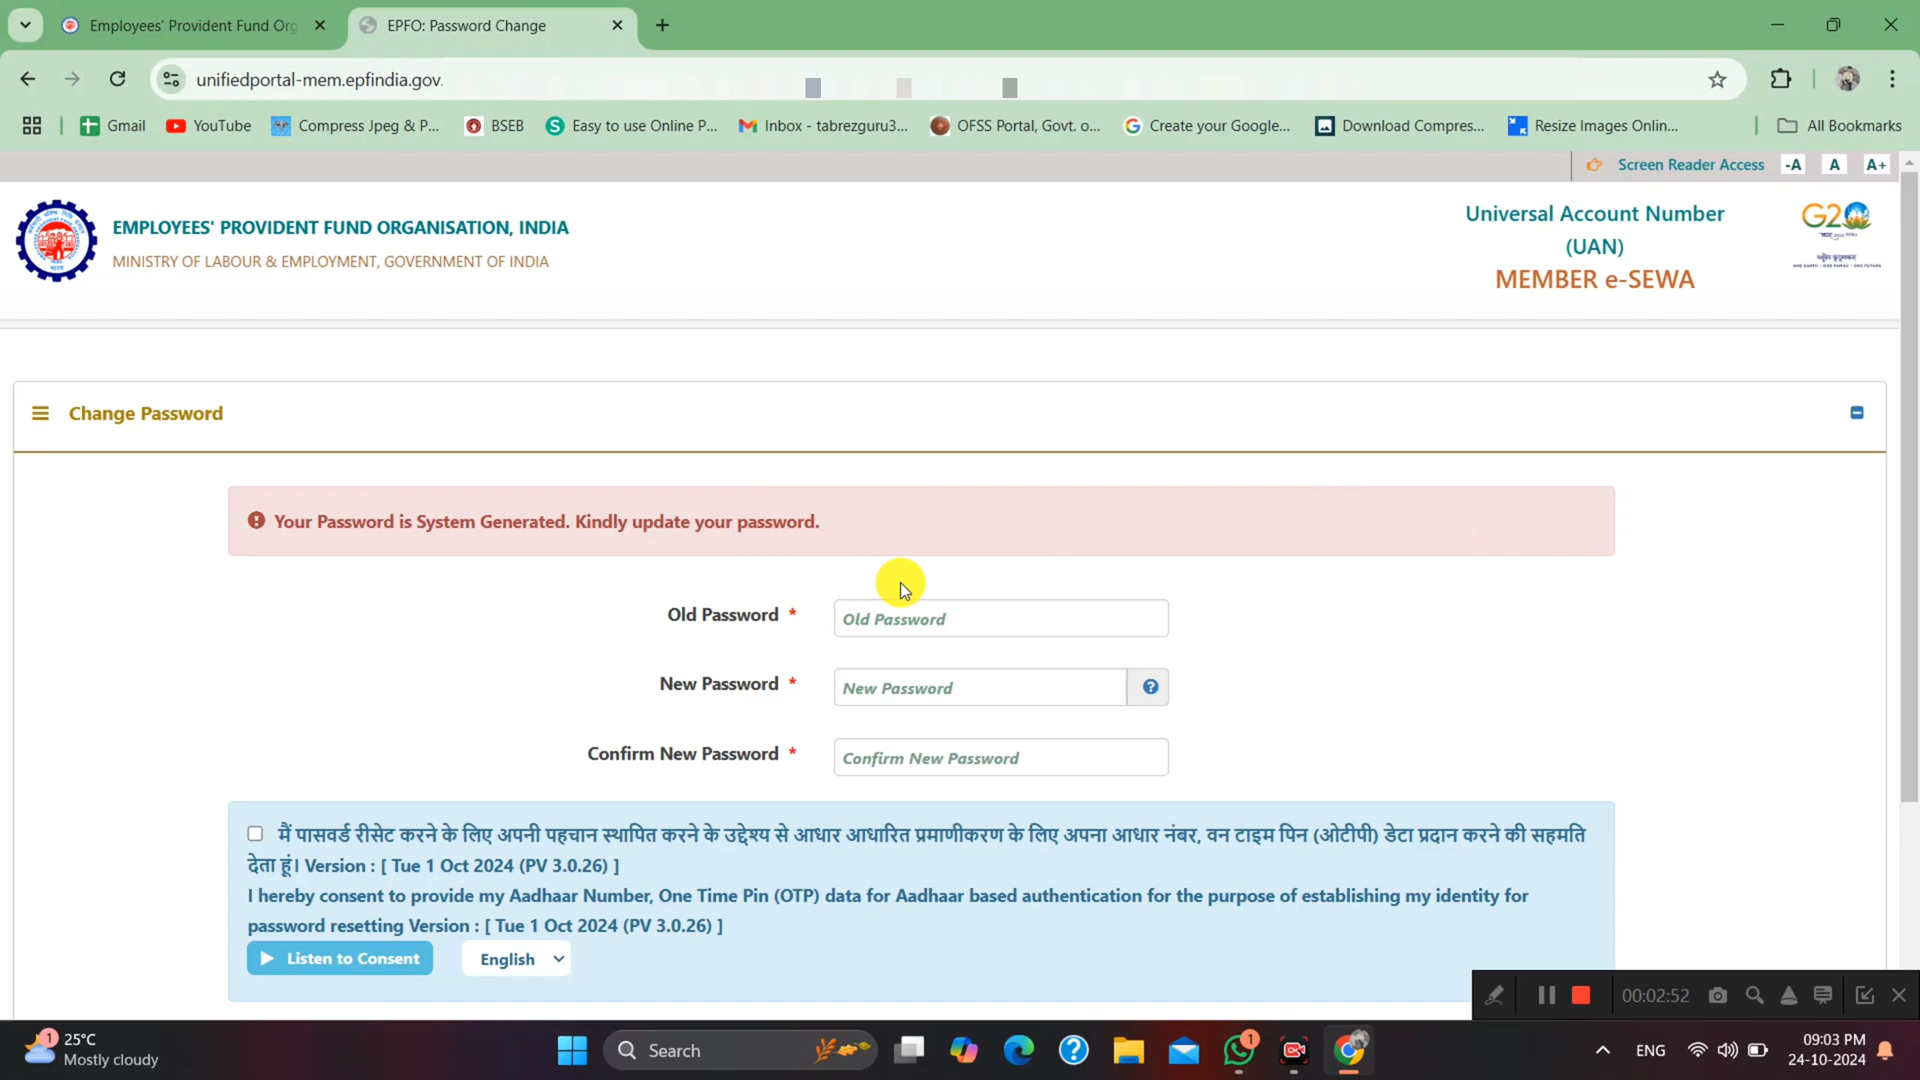 Employees' Provident Fund Org
EPFO: Password Change
unifiedportal-mem.epfindia.gov.
Gmail
YouTube
Compress Jpeg & P...
BSEB
Easy to use Online P...
Inbox - tabrezguru3...
OFSS Portal, Govt. o...
Create your Google...
Download Compres...
Resize Images Onlin...
All Bookmarks
Screen Reader Access
-A
A
A+
EMPLOYEES' PROVIDENT FUND ORGANISATION, INDIA
MINISTRY OF LABOUR & EMPLOYMENT, GOVERNMENT OF INDIA
Universal Account Number
(UAN)
MEMBER e-SEWA
G20
Change Password
Your Password is System Generated. Kindly update your password.
Old Password *
Old Password
New Password *
New Password
Confirm New Password *
Confirm New Password
मैं पासवर्ड रीसेट करने के लिए अपनी पहचान स्थापित करने के उद्देश्य से आधार आधारित प्रमाणीकरण के लिए अपना आधार नंबर, वन टाइम पिन (ओटीपी) डेटा प्रदान करने की सहमति
देता हूं। Version : [ Tue 1 Oct 2024 (PV 3.0.26) ]
I hereby consent to provide my Aadhaar Number, One Time Pin (OTP) data for Aadhaar based authentication for the purpose of establishing my identity for
password resetting Version : [ Tue 1 Oct 2024 (PV 3.0.26) ]
Listen to Consent
English
00:02:52
1
25°C
Mostly cloudy
Search
1
ENG
09:03 PM
24-10-2024